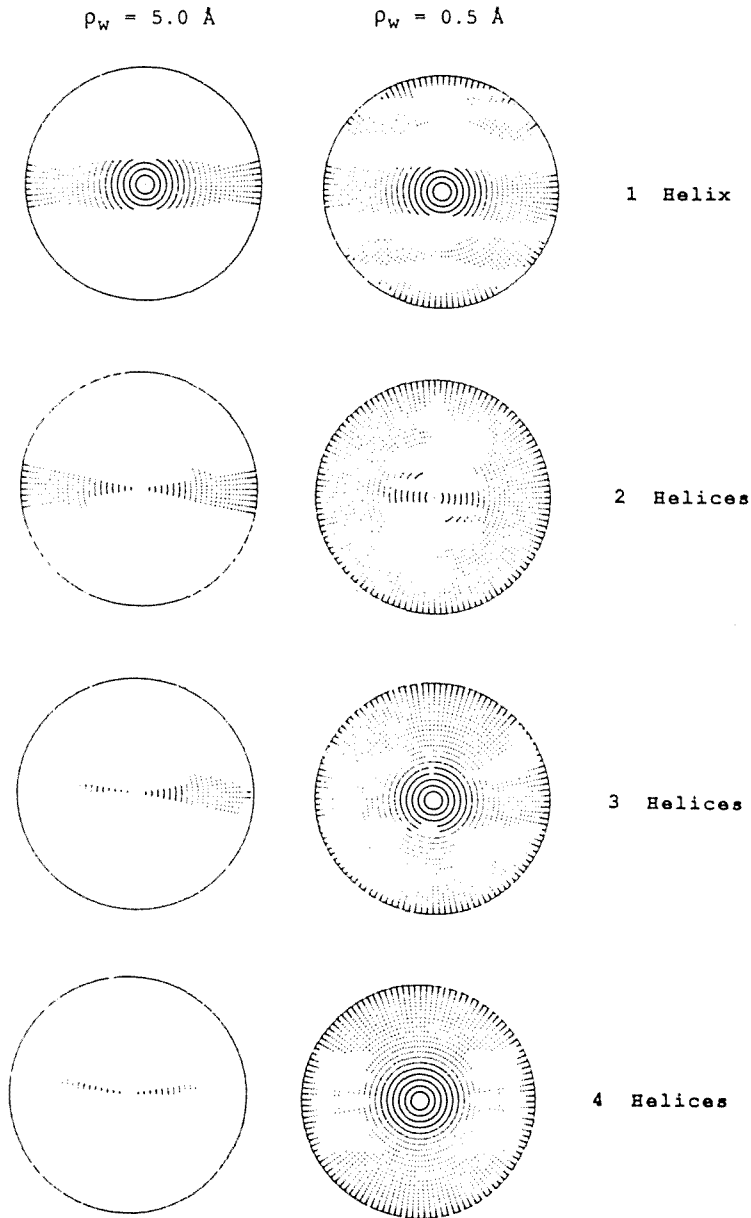 ρw = 5.0 Å
ρw = 0.5 Å
1 Helix
2 Helices
3 Helices
4 Helices